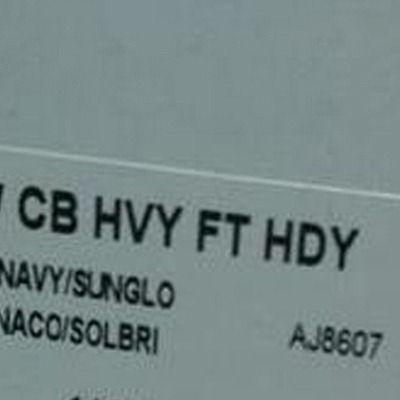 CB HVY FT HDY
NAVY/SUNGLO
NACO/SOLBRI
AJ8607